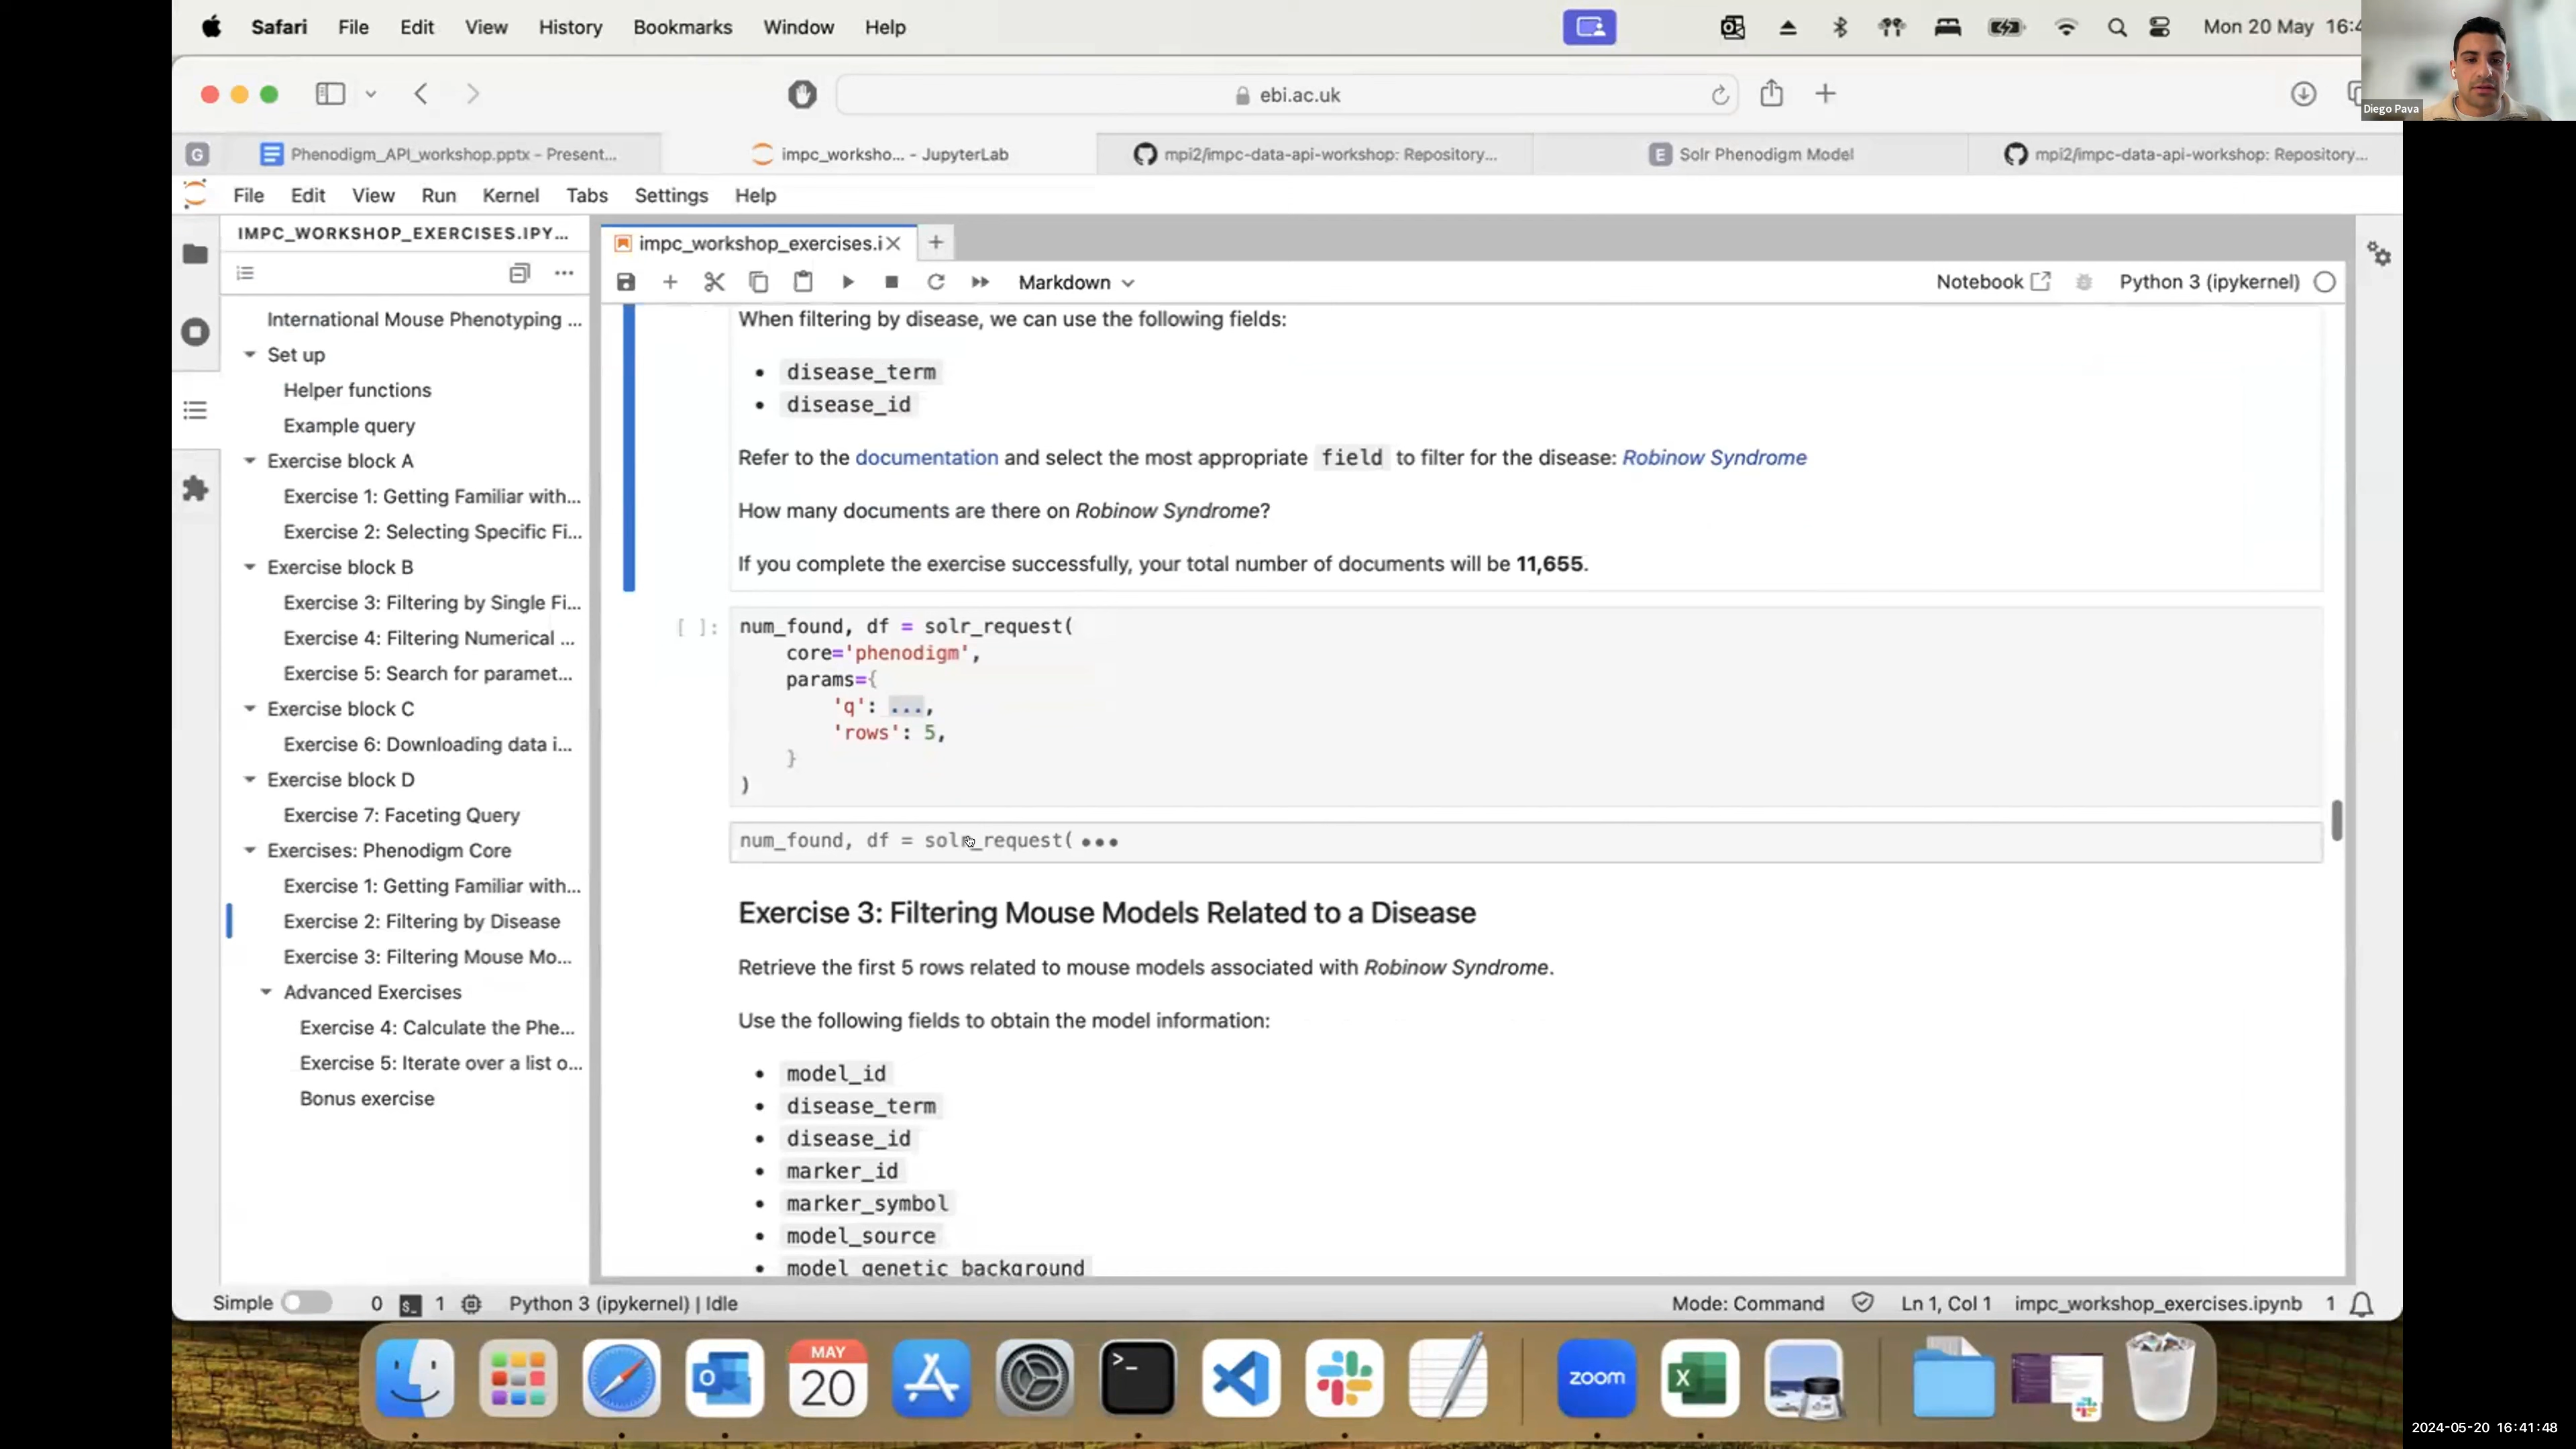 Safari File Edit View History Bookmarks Window Help Mon 20 May 16:4
Diego Pava
ebi.ac.uk
G Phenodigm_API_workshop.pptx - Present... impc_worksho... - JupyterLab mpi2/impc-data-api-workshop: Repository... E Solr Phenodigm Model mpi2/impc-data-api-workshop: Repository...
File Edit View Run Kernel Tabs Settings Help
IMPC_WORKSHOP_EXERCISES.IPY...
International Mouse Phenotyping ...
Set up
Helper functions
Example query
Exercise block A
Exercise 1: Getting Familiar with...
Exercise 2: Selecting Specific Fi...
Exercise block B
Exercise 3: Filtering by Single Fi...
Exercise 4: Filtering Numerical ...
Exercise 5: Search for paramet...
Exercise block C
Exercise 6: Downloading data i...
Exercise block D
Exercise 7: Faceting Query
Exercises: Phenodigm Core
Exercise 1: Getting Familiar with...
Exercise 2: Filtering by Disease
Exercise 3: Filtering Mouse Mo...
Advanced Exercises
Exercise 4: Calculate the Phe...
Exercise 5: Iterate over a list o...
Bonus exercise
impc_workshop_exercises.i
Markdown Notebook Python 3 (ipykernel)
When filtering by disease, we can use the following fields:
• disease_term
• disease_id
Refer to the documentation and select the most appropriate field to filter for the disease: Robinow Syndrome
How many documents are there on Robinow Syndrome?
If you complete the exercise successfully, your total number of documents will be 11,655.
[ ]: num_found, df = solr_request(
core='phenodigm',
params={
'q': ...,
'rows': 5,
}
)
num_found, df = solr_request( •••
Exercise 3: Filtering Mouse Models Related to a Disease
Retrieve the first 5 rows related to mouse models associated with Robinow Syndrome.
Use the following fields to obtain the model information:
• model_id
• disease_term
• disease_id
• marker_id
• marker_symbol
• model_source
• model_genetic_background
Simple 0 $_ 1 Python 3 (ipykernel) | Idle Mode: Command Ln 1, Col 1 impc_workshop_exercises.ipynb 1
MAY
20
zoom
2024-05-20 16:41:48